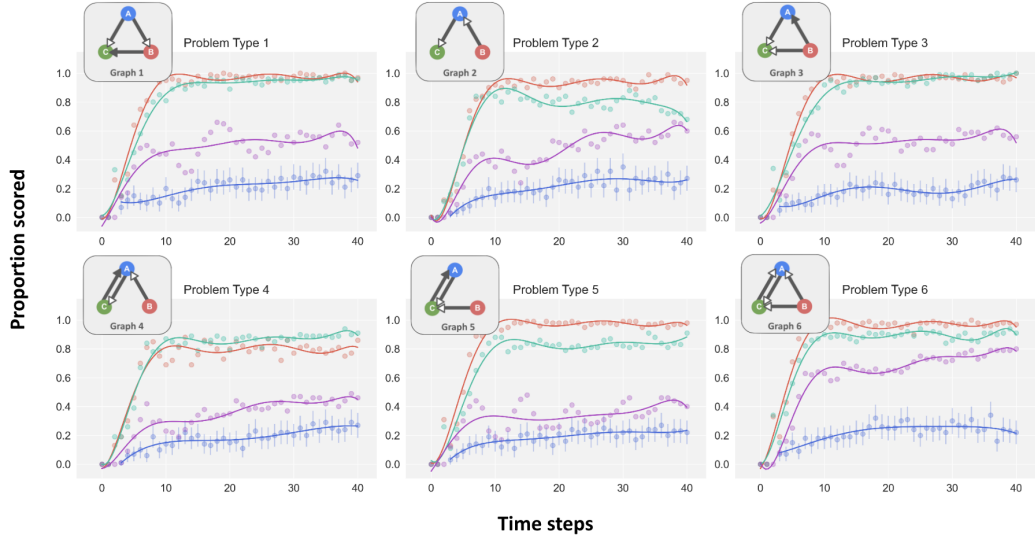 A
C
B
Graph 1
Problem Type 1
A
C
B
Graph 2
Problem Type 2
A
C
B
Graph 3
Problem Type 3
1.0
0.8
0.6
0.4
0.2
0.0
0 10 20 30 40
1.0
0.8
0.6
0.4
0.2
0.0
0 10 20 30 40
1.0
0.8
0.6
0.4
0.2
0.0
0 10 20 30 40
Proportion scored
A
C
B
Graph 4
Problem Type 4
A
C
B
Graph 5
Problem Type 5
A
C
B
Graph 6
Problem Type 6
1.0
0.8
0.6
0.4
0.2
0.0
0 10 20 30 40
1.0
0.8
0.6
0.4
0.2
0.0
0 10 20 30 40
1.0
0.8
0.6
0.4
0.2
0.0
0 10 20 30 40
Time steps